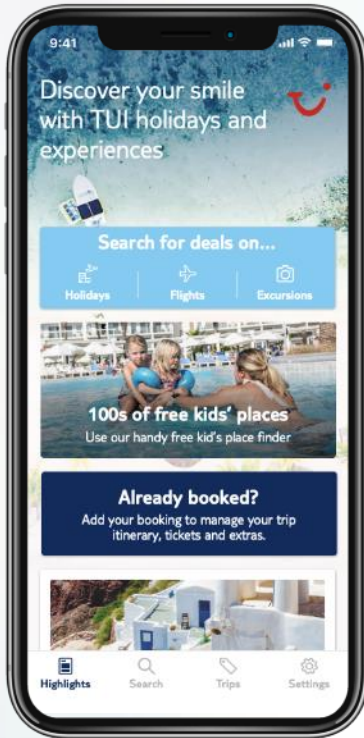 9:41
Discover your smile
with TUI holidays and
experiences
Search for deals on...
Holidays
Flights
Excursions
100s of free kids' places
Use our handy free kid's place finder
Already booked?
Add your booking to manage your trip
itinerary, tickets and extras.
Highlights
Search
Trips
Settings